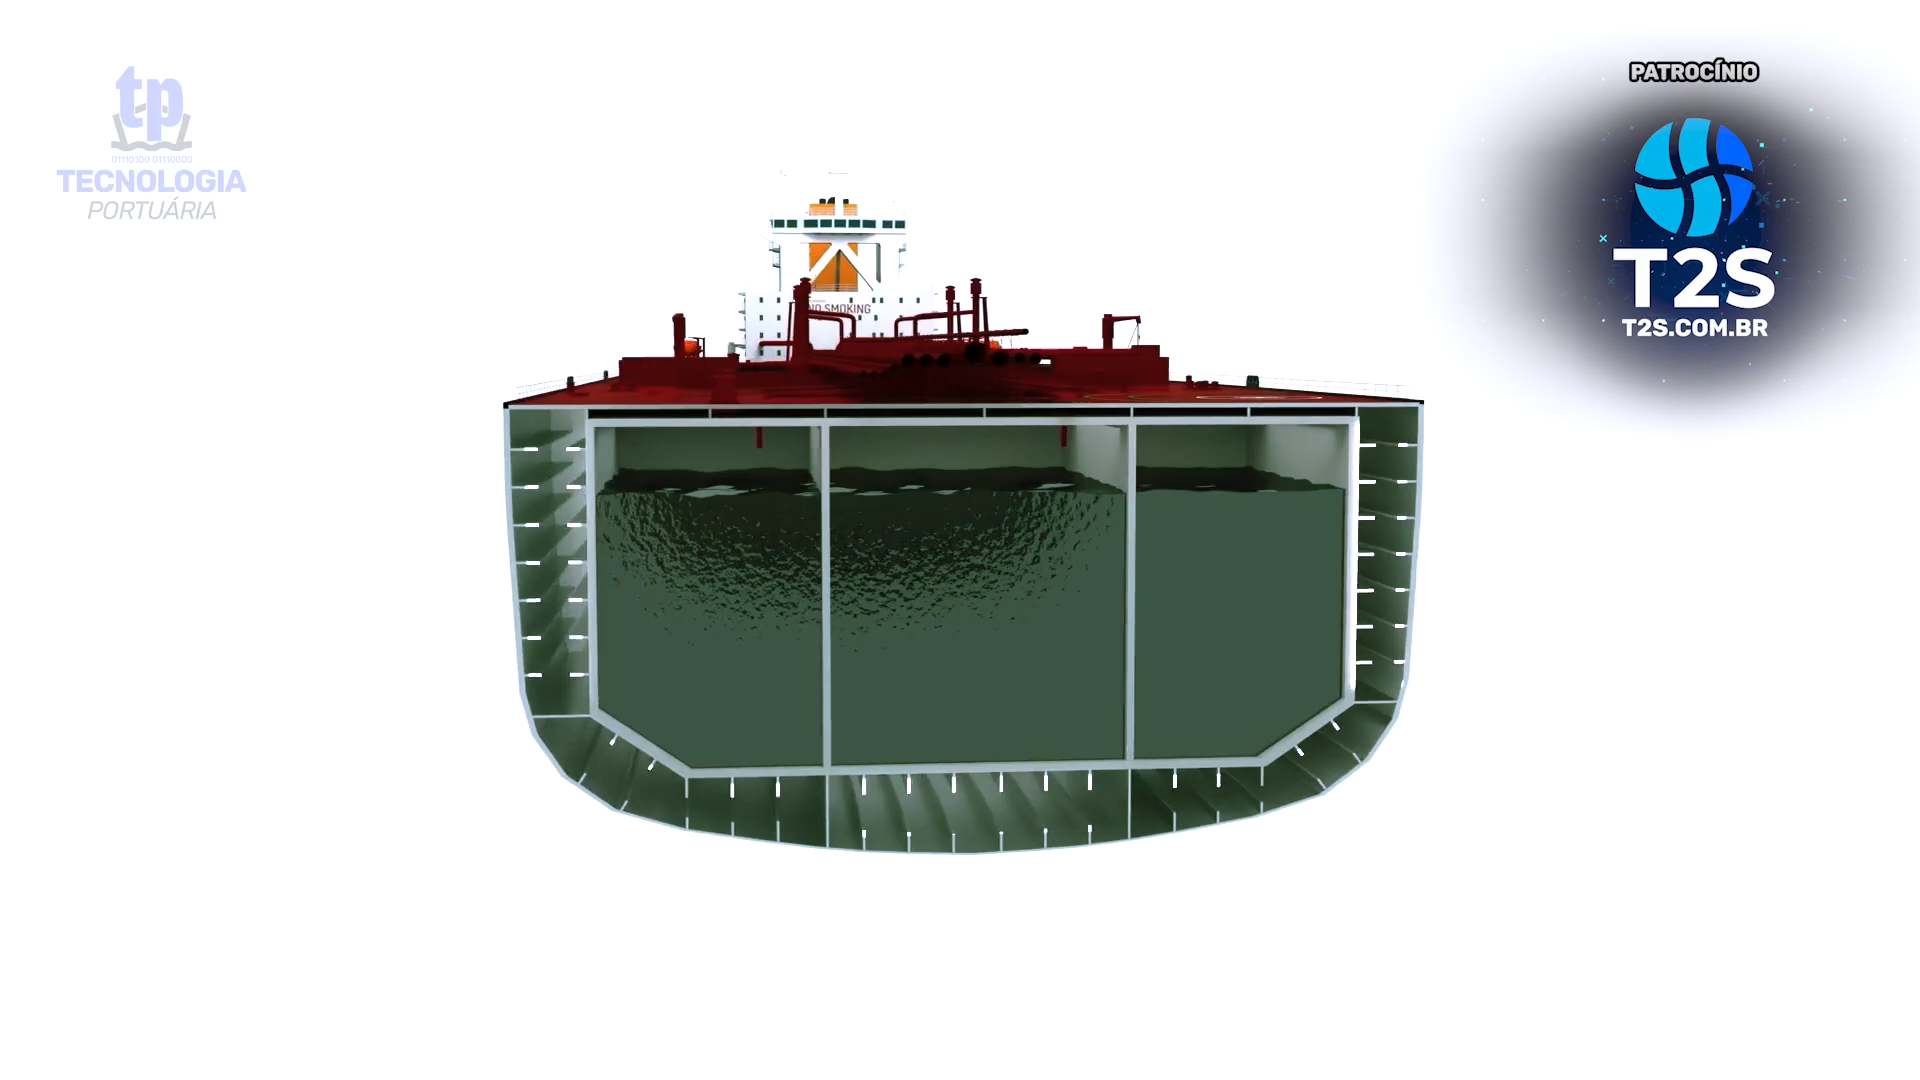 tp
01110100 01110000
TECNOLOGIA
PORTUÁRIA
PATROCÍNIO
T2S
T2S.COM.BR
NO SMOKING